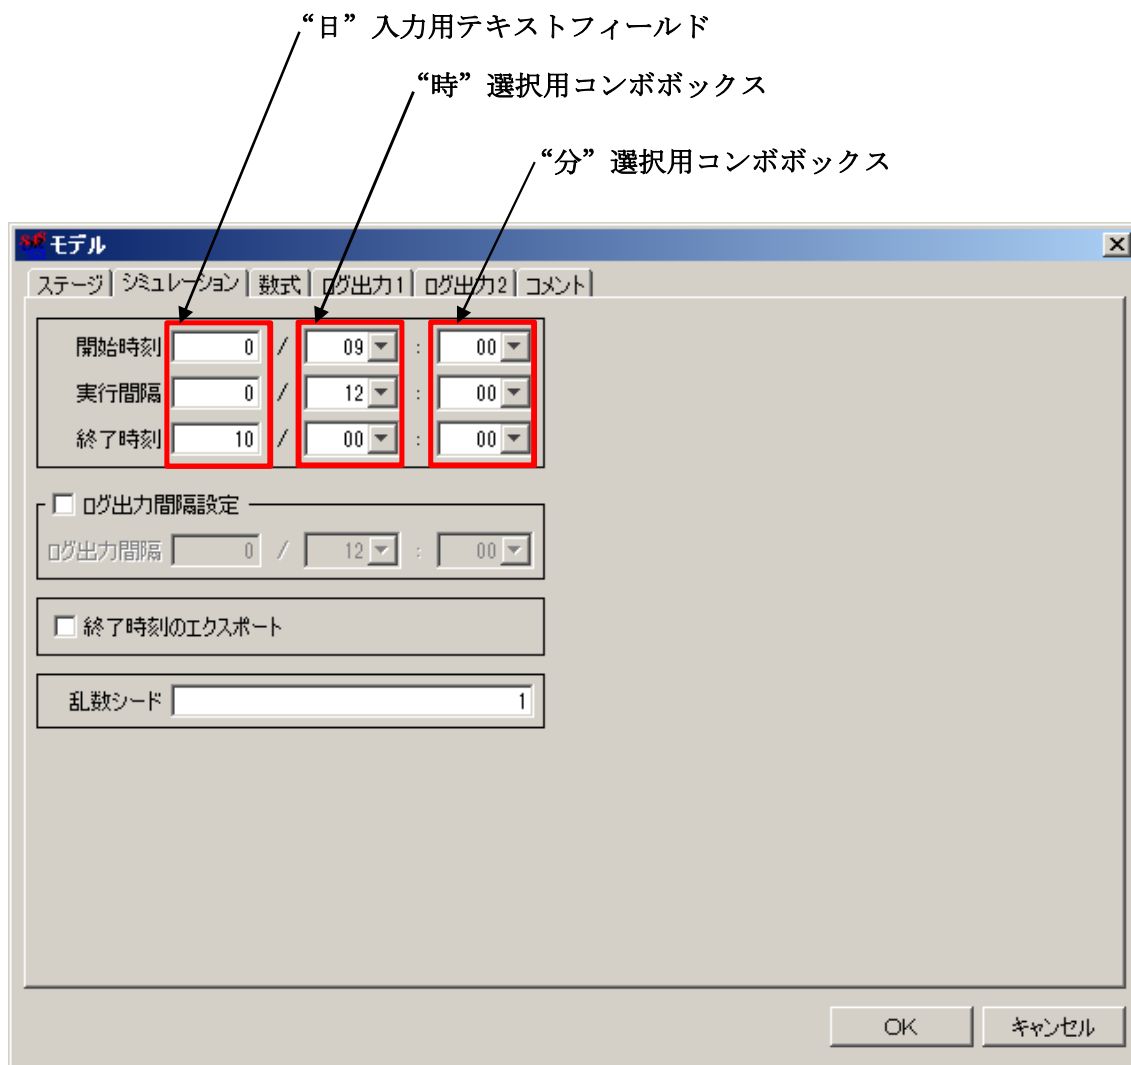 “日”入力用テキストフィールド
“時”選択用コンボボックス
“分”選択用コンボボックス
モデル
ステージ シミュレーション 数式 ログ出力1 ログ出力2 コメント
開始時刻 0 / 09 : 00
実行間隔 0 / 12 : 00
終了時刻 10 / 00 : 00
ログ出力間隔設定
ログ出力間隔 0 / 12 : 00
終了時刻のエクスポート
乱数シード 1
OK キャンセル